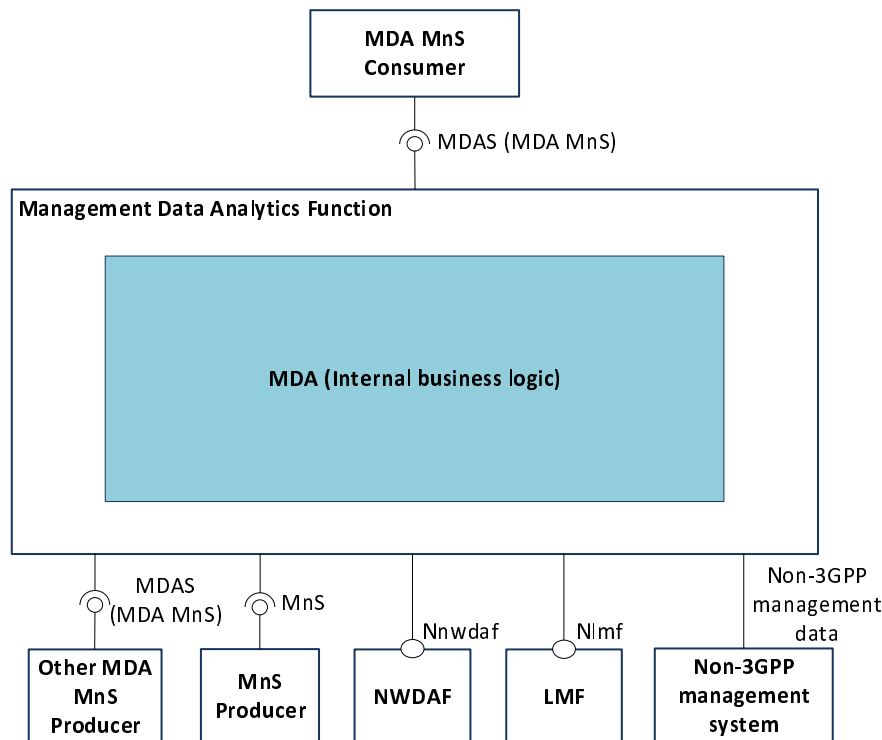 MDA MnS
Consumer
MDAS (MDA MnS)
Management Data Analytics Function
MDA (Internal business logic)
MDAS
(MDA MnS)
MnS
Nnwdaf
Nlmf
Non-3GPP
management
data
Other MDA
MnS
Producer
MnS
Producer
NWDAF
LMF
Non-3GPP
management
system